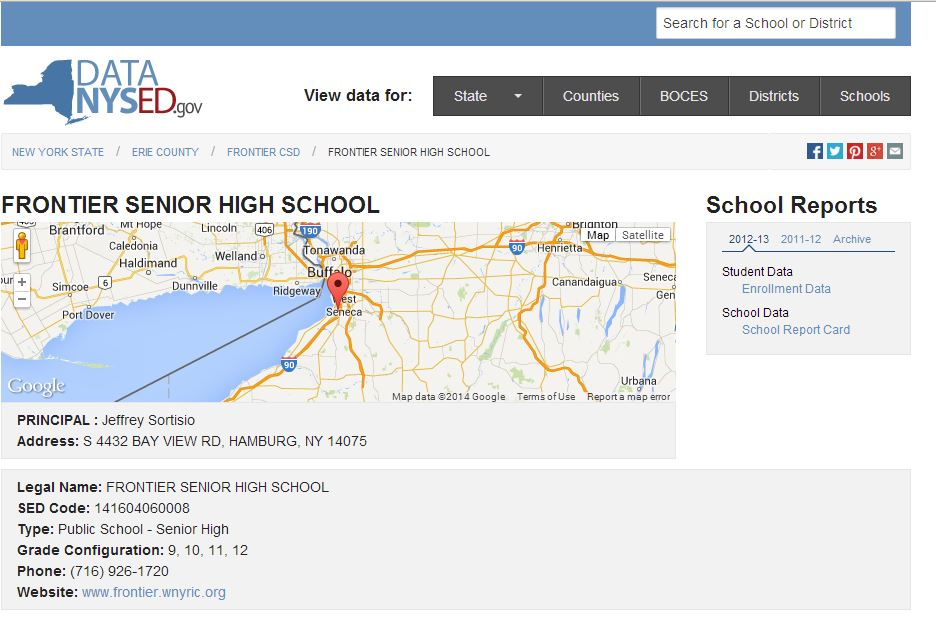 Search for a School or District
DATA
NYSED.gov
View data for: State Counties BOCES Districts Schools
NEW YORK STATE / ERIE COUNTY / FRONTIER CSD / FRONTIER SENIOR HIGH SCHOOL
FRONTIER SENIOR HIGH SCHOOL
Brantford
Mt Hope
Lincoln
406
190
Brighton
Map Satellite
Caledonia
Welland
Tonawanda
90
Henrietta
Haldimand
Buffalo
Simcoe
6
Dunnville
Ridgeway
West
Seneca
Canandaigua
Seneca
Gen
Port Dover
90
Urbana
Google
Map data ©2014 Google Terms of Use Report a map error
PRINCIPAL : Jeffrey Sortisio
Address: S 4432 BAY VIEW RD, HAMBURG, NY 14075
School Reports
2012-13 2011-12 Archive
Student Data
Enrollment Data
School Data
School Report Card
Legal Name: FRONTIER SENIOR HIGH SCHOOL
SED Code: 141604060008
Type: Public School - Senior High
Grade Configuration: 9, 10, 11, 12
Phone: (716) 926-1720
Website: www.frontier.wnyric.org